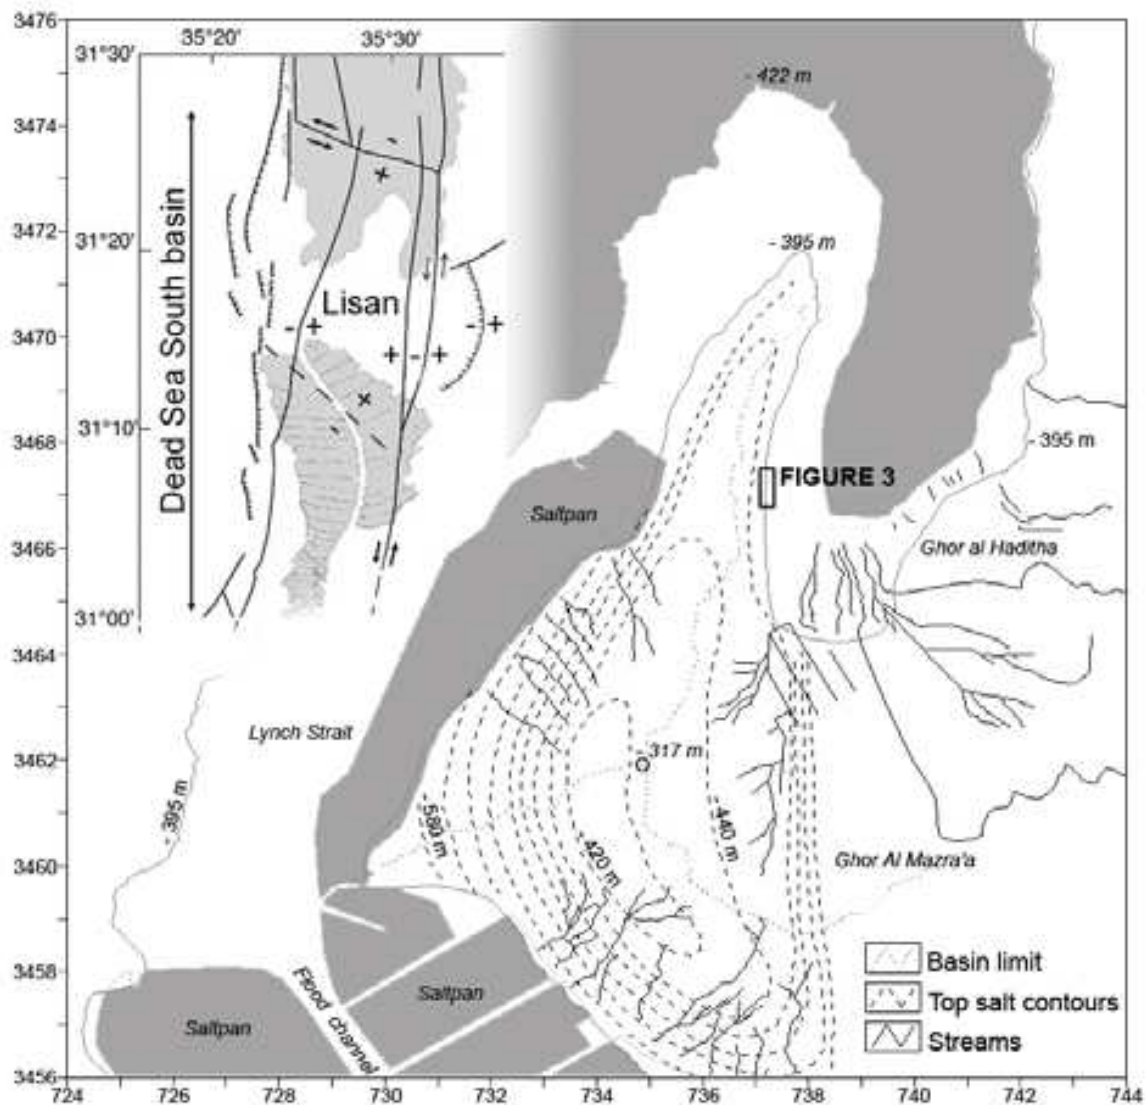 3476
3474
3472
3470
3468
3466
3464
3462
3460
3458
3456
724
726
728
730
732
734
736
738
740
742
744
35°20'
35°30'
31°30'
31°20'
31°10'
31°00'
Dead Sea South basin
Lisan
- 422 m
- 395 m
- 395 m
FIGURE 3
Saltpan
Ghor al Haditha
Lynch Strait
- 317 m
- 395 m
- 580 m
- 420 m
- 440 m
Ghor Al Mazra'a
Flood channel
Saltpan
Saltpan
Basin limit
Top salt contours
Streams